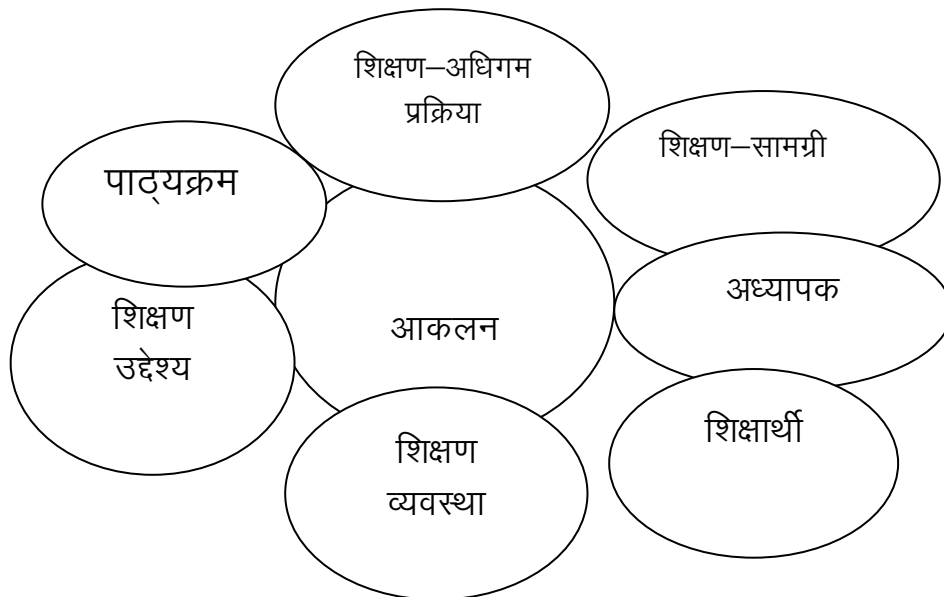 शिक्षण–अधिगम
प्रक्रिया
शिक्षण–सामग्री
पाठ्यक्रम
अध्यापक
शिक्षण
उद्देश्य
आकलन
शिक्षार्थी
शिक्षण
व्यवस्था